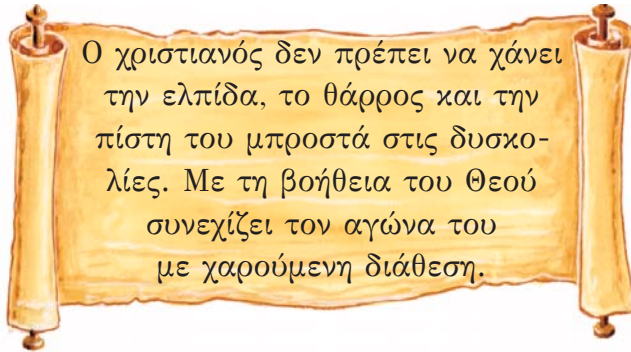 Ο χριστιανός δεν πρέπει να χάνει
την ελπίδα, το θάρρος και την
πίστη του μπροστά στις δυσκο-
λίες. Με τη βοήθεια του Θεού
συνεχίζει τον αγώνα του
με χαρούμενη διάθεση.